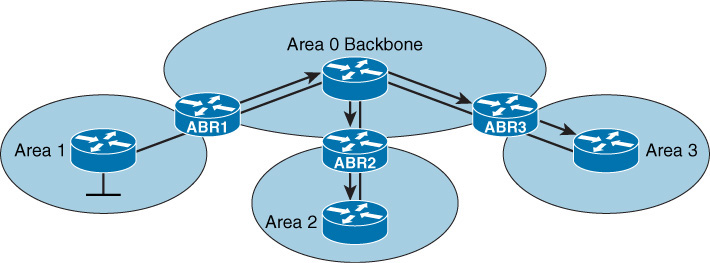 Area 0 Backbone
ABR1
ABR3
Area 1
ABR2
Area 3
Area 2